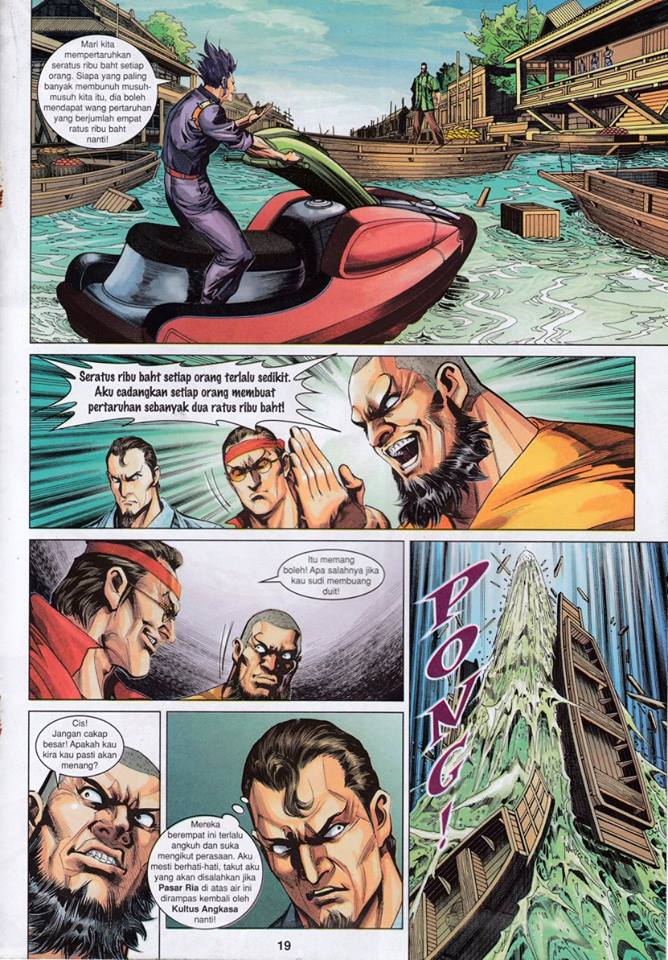 Mari kita
mempertaruhkan
seratus ribu baht setiap
orang. Siapa yang paling
banyak membunuh musuh-
musuh kita itu, dia boleh
mendapat wang pertaruhan
yang berjumlah empat
ratus ribu baht
nanti!
Seratus ribu baht setiap orang terlalu sedikit.
Aku cadangkan setiap orang membuat
pertaruhan sebanyak dua ratus ribu baht!
Itu memang
boleh! Apa salahnya jika
kau sudi membuang
duit!
PONG!
Cis!
Jangan cakap
besar! Apakah kau
kira kau pasti akan
menang?
Mereka
berempat ini terlalu
angkuh dan suka
mengikut perasaan. Aku
mesti berhati-hati, takut aku
yang akan disalahkan jika
Pasar Ria di atas air ini
dirampas kembali oleh
Kultus Angkasa
nanti!
19